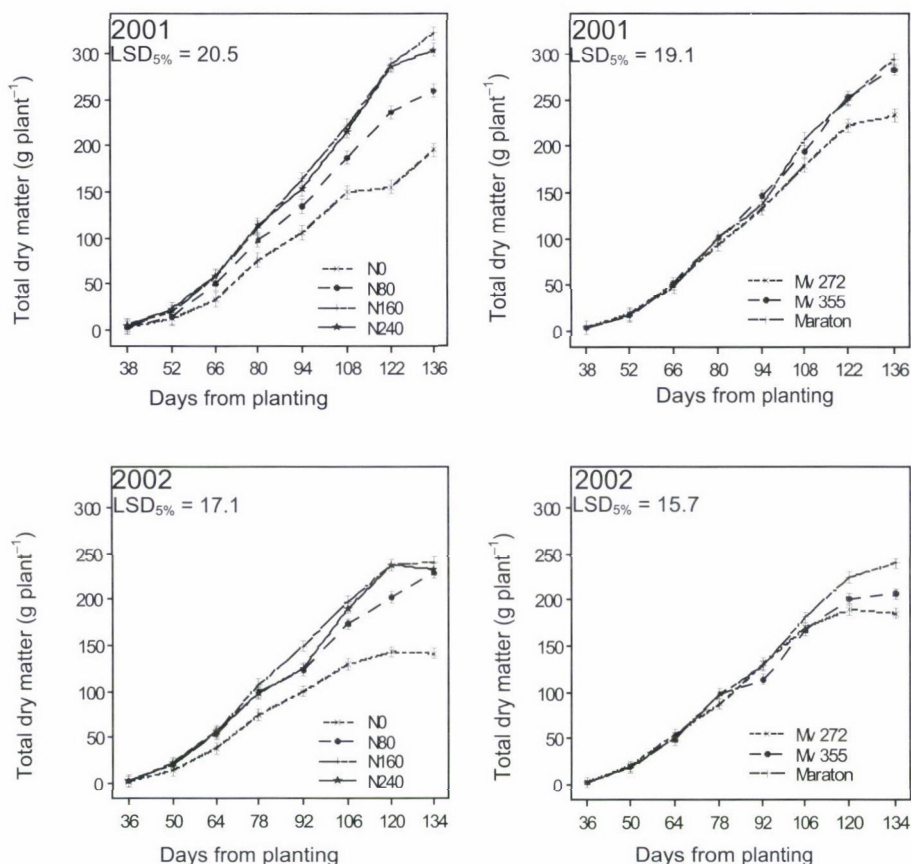 2001
LSD5% = 20.5
Total dry matter (g plant⁻¹)
300
250
200
150
100
50
0
N0
N80
N160
N240
38 52 66 80 94 108 122 136
Days from planting
2001
LSD5% = 19.1
Total dry matter (g plant⁻¹)
300
250
200
150
100
50
0
Mv 272
Mv 355
Maraton
38 52 66 80 94 108 122 136
Days from planting
2002
LSD5% = 17.1
Total dry matter (g plant⁻¹)
300
250
200
150
100
50
0
N0
N80
N160
N240
36 50 64 78 92 106 120 134
Days from planting
2002
LSD5% = 15.7
Total dry matter (g plant⁻¹)
300
250
200
150
100
50
0
Mv 272
Mv 355
Maraton
36 50 64 78 92 106 120 134
Days from planting